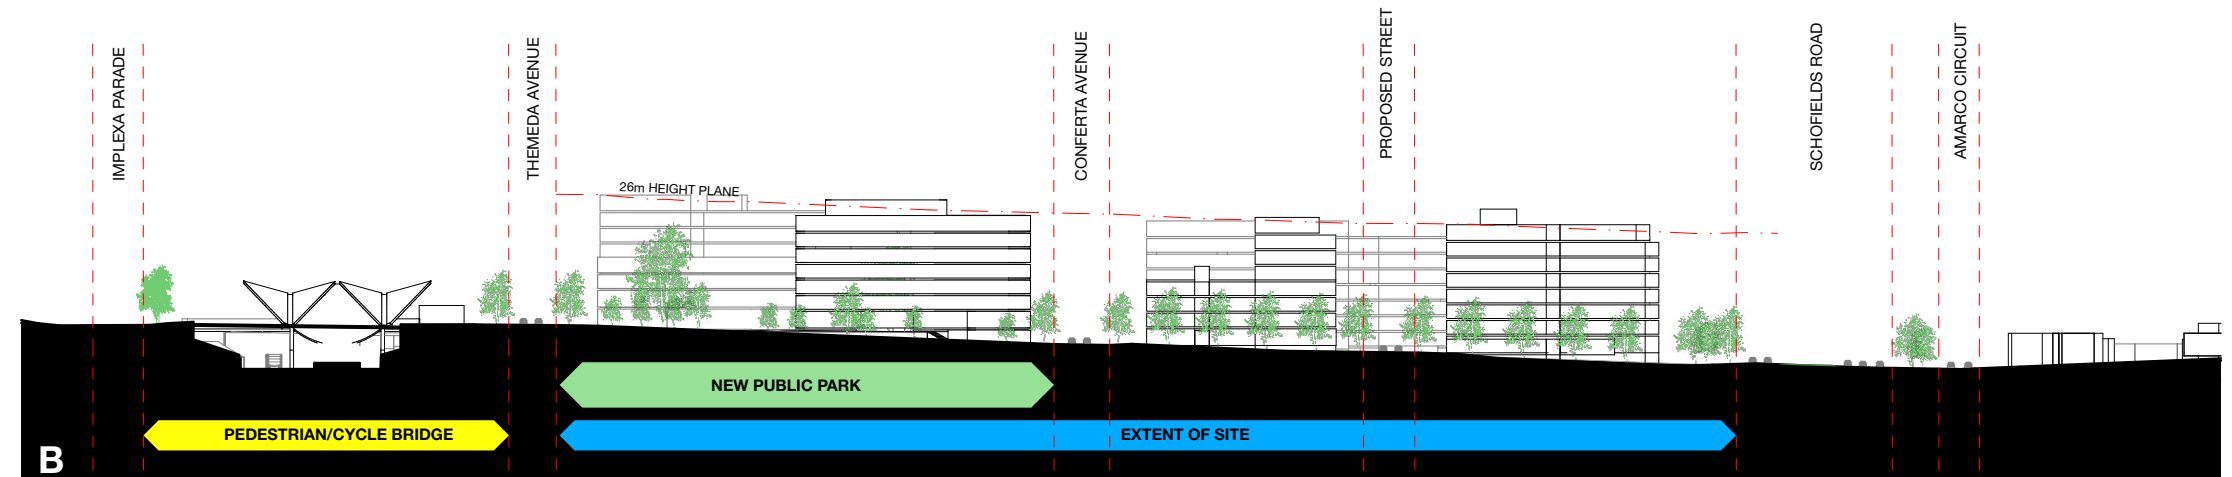 IMPLEXA PARADE
THEMEDA AVENUE
CONFERTA AVENUE
PROPOSED STREET
SCHOFIELDS ROAD
AMARCO CIRCUIT
26m HEIGHT PLANE
NEW PUBLIC PARK
PEDESTRIAN/CYCLE BRIDGE
EXTENT OF SITE
B